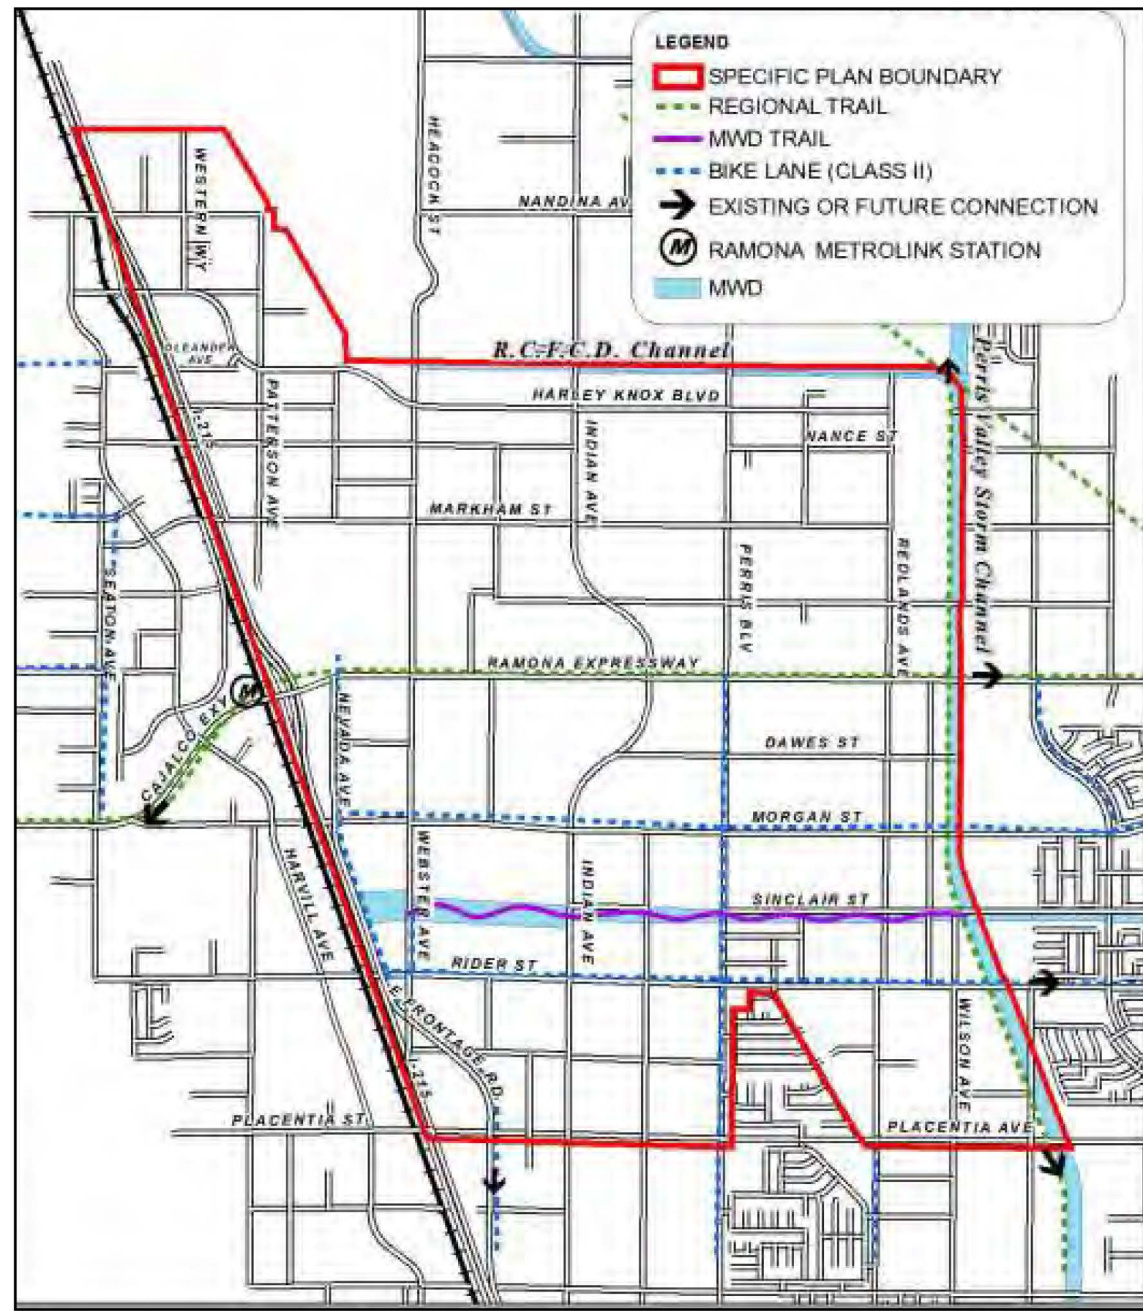 LEGEND
SPECIFIC PLAN BOUNDARY
REGIONAL TRAIL
MWD TRAIL
BIKE LANE (CLASS II)
EXISTING OR FUTURE CONNECTION
M
RAMONA METROLINK STATION
MWD
HEACOCK ST
WESTERN WY
NANDINA AV
OLEANDER
AVE
R.C.F.C.D. Channel
Perris Valley Storm Channel
HARLEY KNOX BLVD
I-215
PATTERSON AVE
INDIAN AVE
NANCE ST
MARKHAM ST
SEATON AVE
PERRIS BLV
REDLANDS AVE
RAMONA EXPRESSWAY
M
CAJALCO EXY
NEVADA AVE
DAWES ST
MORGAN ST
HARVILL AVE
WEBSTER AVE
INDIAN AVE
SINCLAIR ST
RIDER ST
E FRONTAGE RD.
WILSON AVE
I-215
PLACENTIA ST.
PLACENTIA AVE